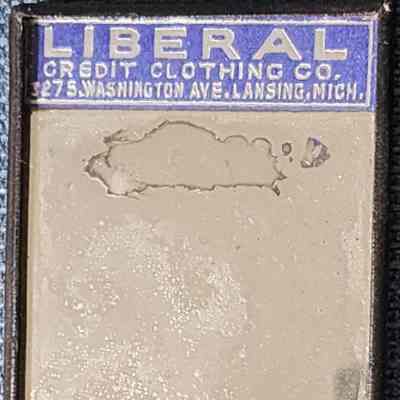 LIBERAL
CREDIT CLOTHING CO.
327 S. WASHINGTON AVE. LANSING, MICH.